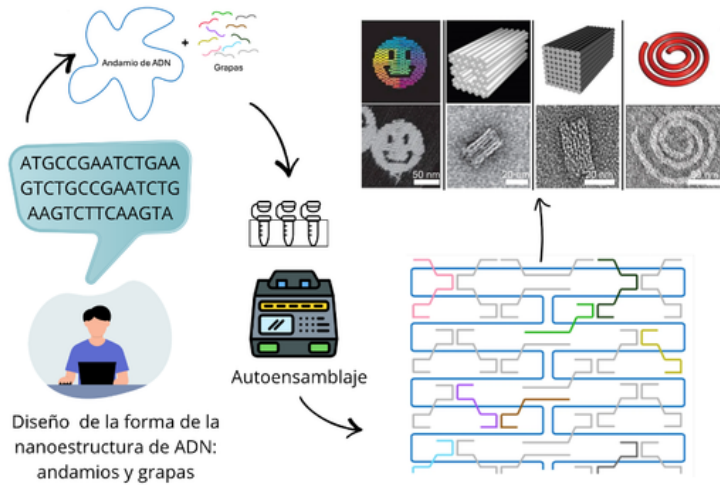 Andamio de ADN
+
Grapas
ATGCCGAATCTGAA
GTCTGCCGAATCTG
AAGTCTTCAAGTA
Diseño de la forma de la
nanoestructura de ADN:
andamios y grapas
Autoensamblaje
50 nm
20 nm
20 nm